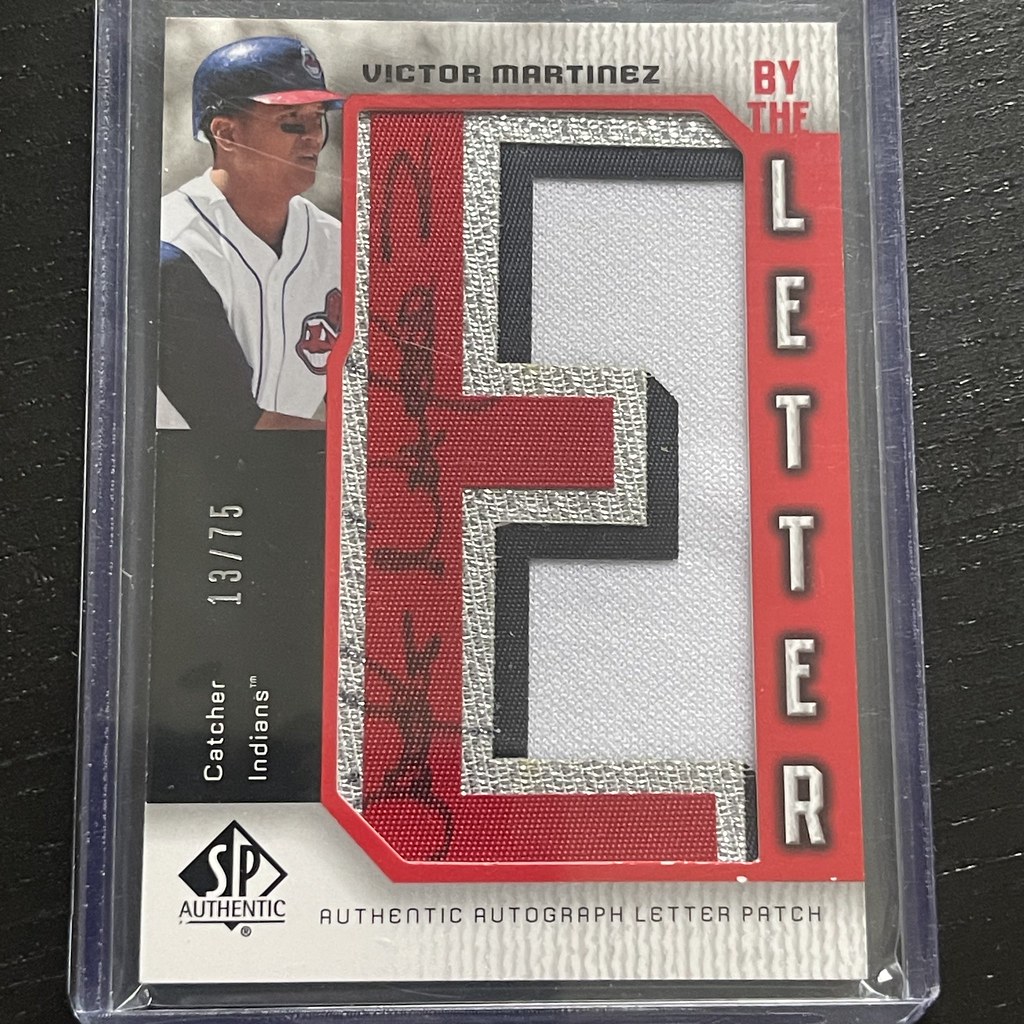 VICTOR MARTINEZ
BY
THE
LETTER
13/75
Catcher
Indians™
SP
AUTHENTIC
®
AUTHENTIC AUTOGRAPH LETTER PATCH
E